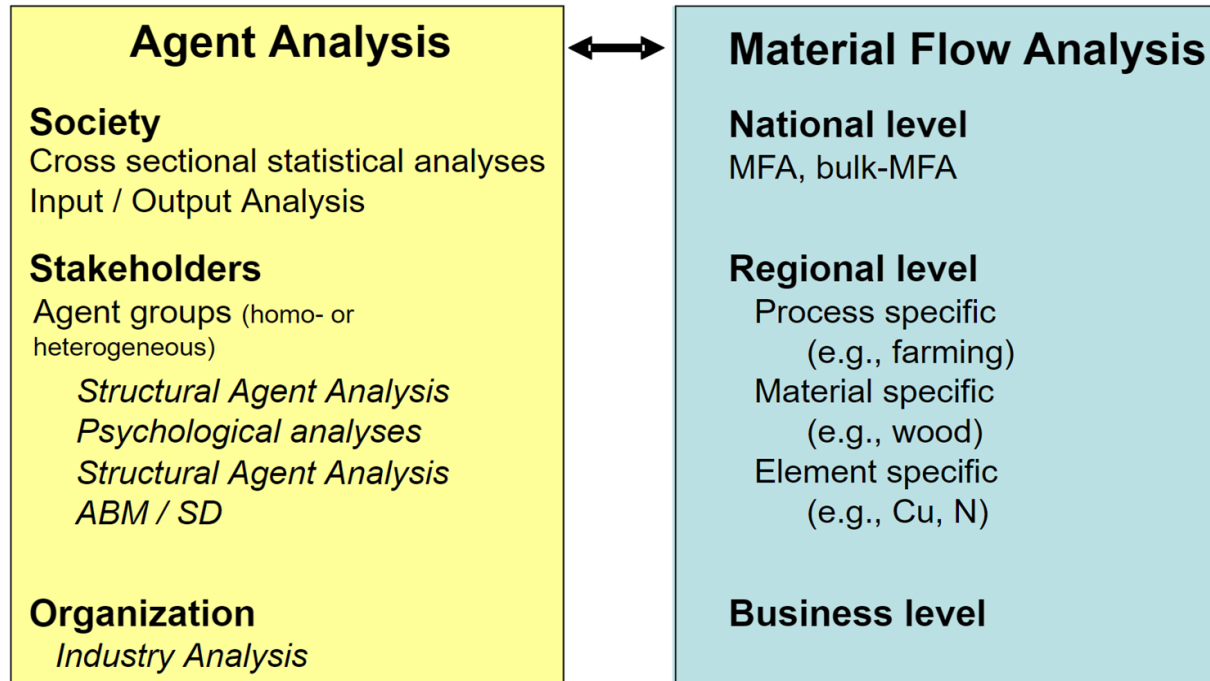 Agent Analysis
Society
Cross sectional statistical analyses
Input / Output Analysis
Stakeholders
Agent groups (homo- or
heterogeneous)
Structural Agent Analysis
Psychological analyses
Structural Agent Analysis
ABM / SD
Organization
Industry Analysis
Material Flow Analysis
National level
MFA, bulk-MFA
Regional level
Process specific
(e.g., farming)
Material specific
(e.g., wood)
Element specific
(e.g., Cu, N)
Business level